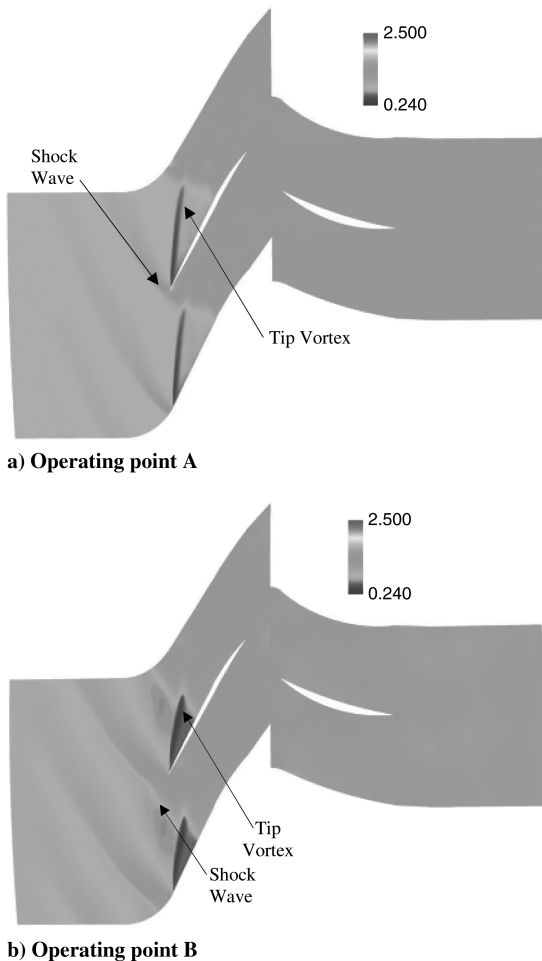 2.500
0.240
Shock
Wave
Tip Vortex
a) Operating point A
2.500
0.240
Tip
Vortex
Shock
Wave
b) Operating point B